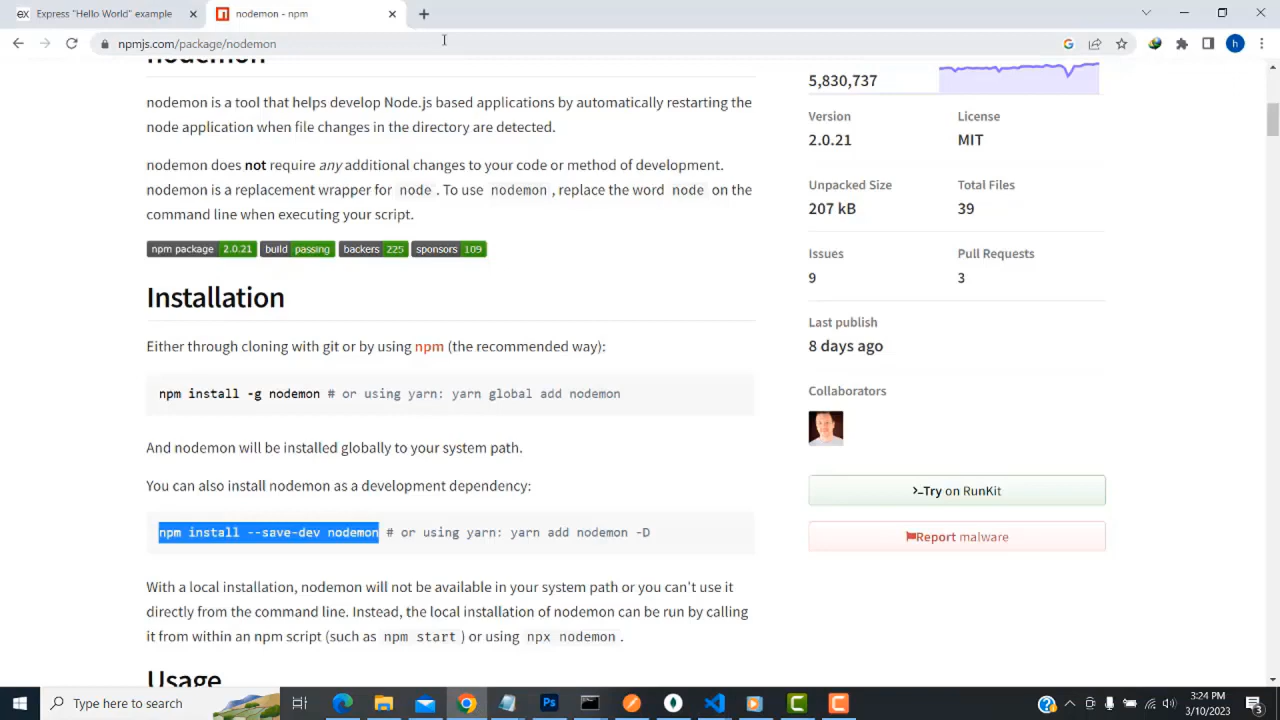 Express "Hello World" example
nodemon - npm
npmjs.com/package/nodemon
h
nodemon
nodemon is a tool that helps develop Node.js based applications by automatically restarting the
node application when file changes in the directory are detected.
nodemon does not require any additional changes to your code or method of development.
nodemon is a replacement wrapper for node. To use nodemon, replace the word node on the
command line when executing your script.
npm package 2.0.21 build passing backers 225 sponsors 109
Installation
Either through cloning with git or by using npm (the recommended way):
npm install -g nodemon # or using yarn: yarn global add nodemon
And nodemon will be installed globally to your system path.
You can also install nodemon as a development dependency:
npm install --save-dev nodemon # or using yarn: yarn add nodemon -D
With a local installation, nodemon will not be available in your system path or you can't use it
directly from the command line. Instead, the local installation of nodemon can be run by calling
it from within an npm script (such as npm start) or using npx nodemon.
Usage
5,830,737
Version License
2.0.21 MIT
Unpacked Size Total Files
207 kB 39
Issues Pull Requests
9 3
Last publish
8 days ago
Collaborators
Try on RunKit
Report malware
Type here to search
Ps
3:24 PM
3/10/2023
3